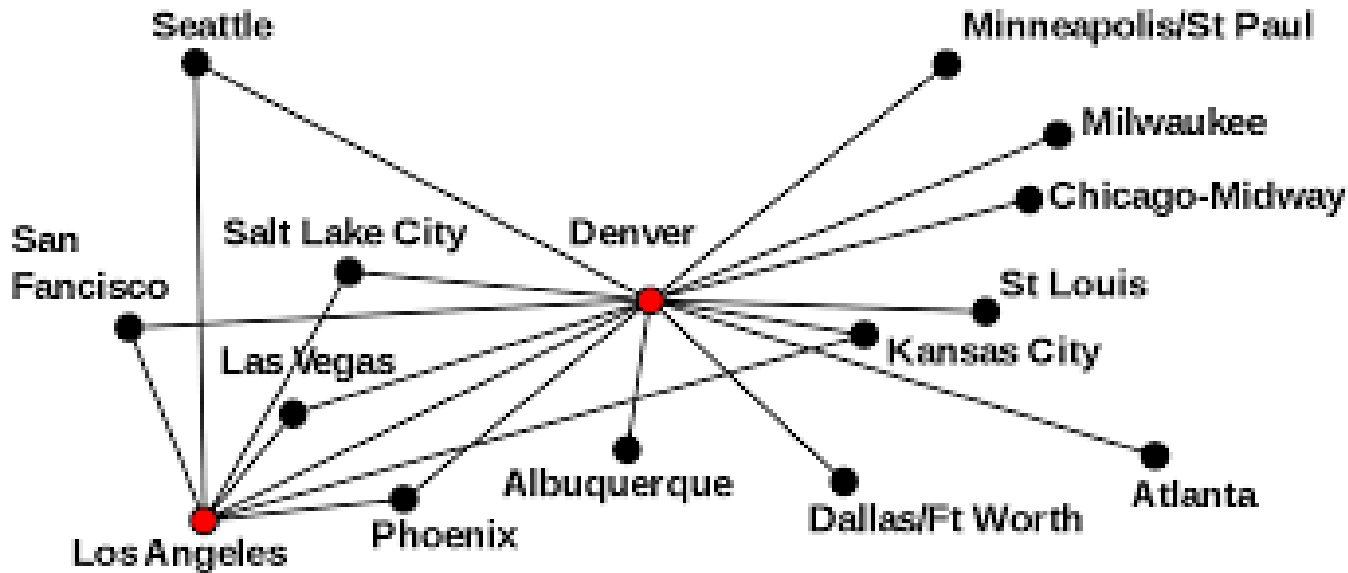 Seattle
Minneapolis/St Paul
Milwaukee
Chicago-Midway
San
Fancisco
Salt Lake City
Denver
St Louis
Kansas City
Las Vegas
Albuquerque
Atlanta
Dallas/Ft Worth
Phoenix
Los Angeles